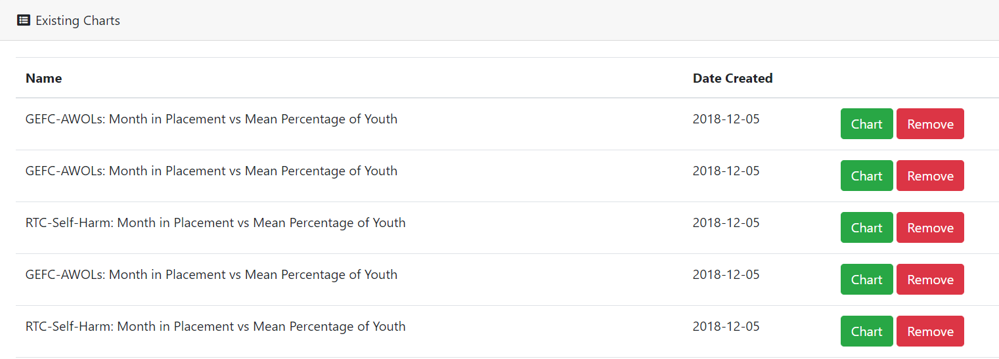 Existing Charts
Name Date Created
GEFC-AWOLs: Month in Placement vs Mean Percentage of Youth 2018-12-05 Chart Remove
GEFC-AWOLs: Month in Placement vs Mean Percentage of Youth 2018-12-05 Chart Remove
RTC-Self-Harm: Month in Placement vs Mean Percentage of Youth 2018-12-05 Chart Remove
GEFC-AWOLs: Month in Placement vs Mean Percentage of Youth 2018-12-05 Chart Remove
RTC-Self-Harm: Month in Placement vs Mean Percentage of Youth 2018-12-05 Chart Remove